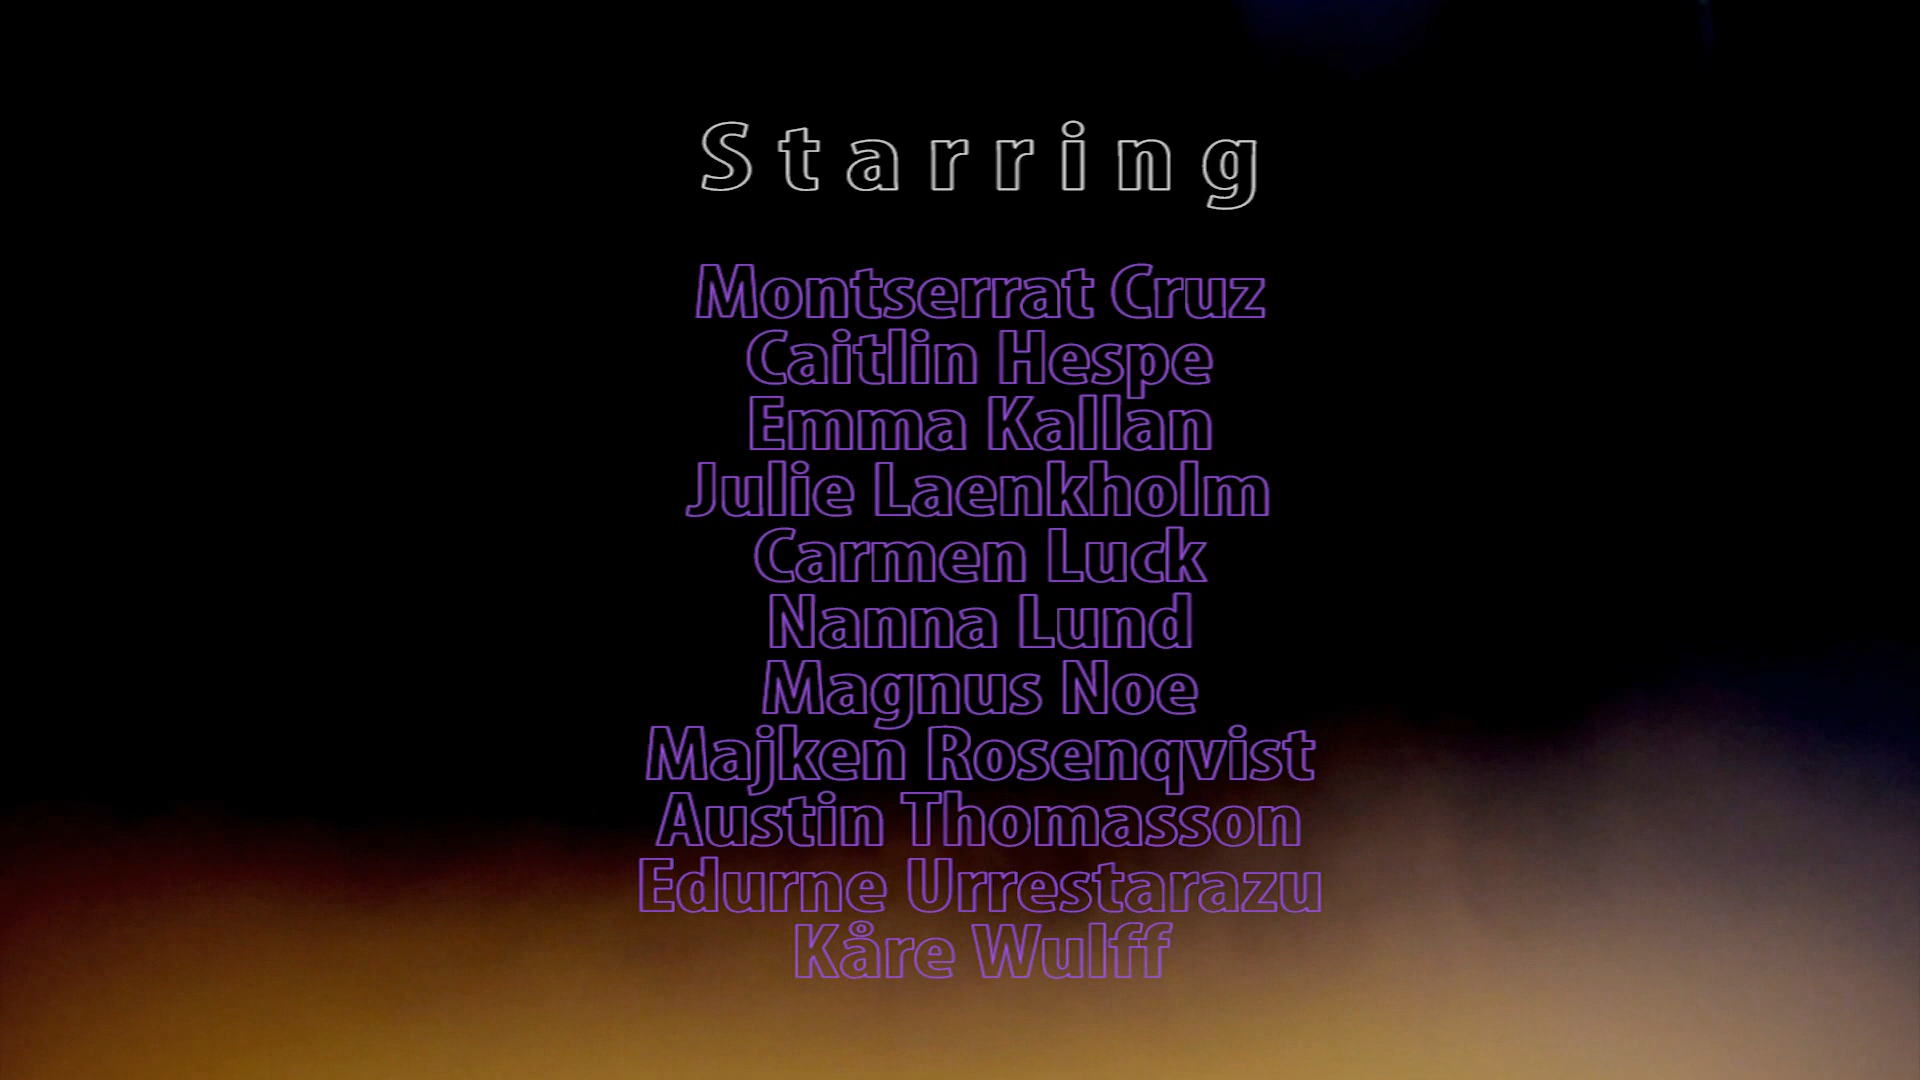 Starring
Montserrat Cruz
Caitlin Hespe
Emma Kallan
Julie Laenkholm
Carmen Luck
Nanna Lund
Magnus Noe
Majken Rosenqvist
Austin Thomasson
Edurne Urrestarazu
Kåre Wulff